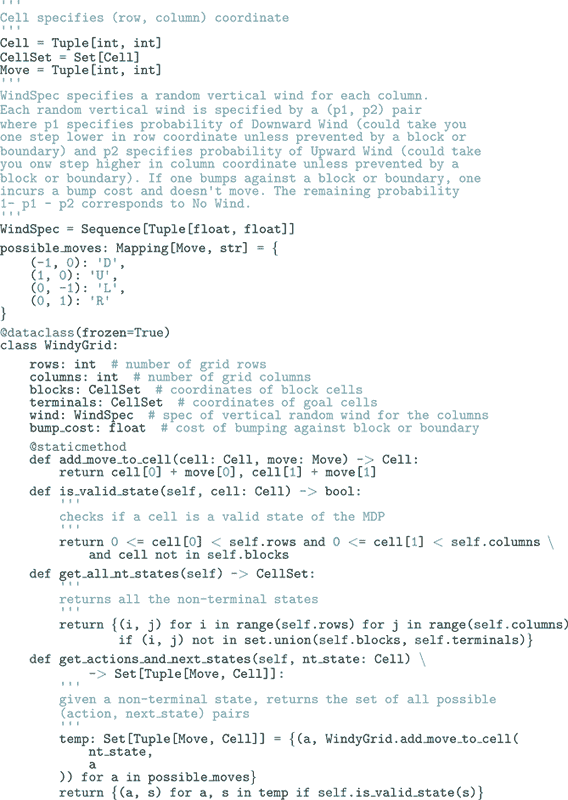 '''
Cell specifies (row, column) coordinate
'''
Cell = Tuple[int, int]
CellSet = Set[Cell]
Move = Tuple[int, int]
'''
WindSpec specifies a random vertical wind for each column.
Each random vertical wind is specified by a (p1, p2) pair
where p1 specifies probability of Downward Wind (could take you
one step lower in row coordinate unless prevented by a block or
boundary) and p2 specifies probability of Upward Wind (could take
you onw step higher in column coordinate unless prevented by a
block or boundary). If one bumps against a block or boundary, one
incurs a bump cost and doesn't move. The remaining probability
1- p1 - p2 corresponds to No Wind.
'''
WindSpec = Sequence[Tuple[float, float]]
possible_moves: Mapping[Move, str] = {
    (-1, 0): 'D',
    (1, 0): 'U',
    (0, -1): 'L',
    (0, 1): 'R'
}
@dataclass(frozen=True)
class WindyGrid:
    rows: int  # number of grid rows
    columns: int  # number of grid columns
    blocks: CellSet  # coordinates of block cells
    terminals: CellSet  # coordinates of goal cells
    wind: WindSpec  # spec of vertical random wind for the columns
    bump_cost: float  # cost of bumping against block or boundary
    @staticmethod
    def add_move_to_cell(cell: Cell, move: Move) -> Cell:
        return cell[0] + move[0], cell[1] + move[1]
    def is_valid_state(self, cell: Cell) -> bool:
        '''
        checks if a cell is a valid state of the MDP
        '''
        return 0 <= cell[0] < self.rows and 0 <= cell[1] < self.columns \
            and cell not in self.blocks
    def get_all_nt_states(self) -> CellSet:
        '''
        returns all the non-terminal states
        '''
        return {(i, j) for i in range(self.rows) for j in range(self.columns)
                if (i, j) not in set.union(self.blocks, self.terminals)}
    def get_actions_and_next_states(self, nt_state: Cell) \
            -> Set[Tuple[Move, Cell]]:
        '''
        given a non-terminal state, returns the set of all possible
        (action, next_state) pairs
        '''
        temp: Set[Tuple[Move, Cell]] = {(a, WindyGrid.add_move_to_cell(
            nt_state,
            a
        )) for a in possible_moves}
        return {(a, s) for a, s in temp if self.is_valid_state(s)}